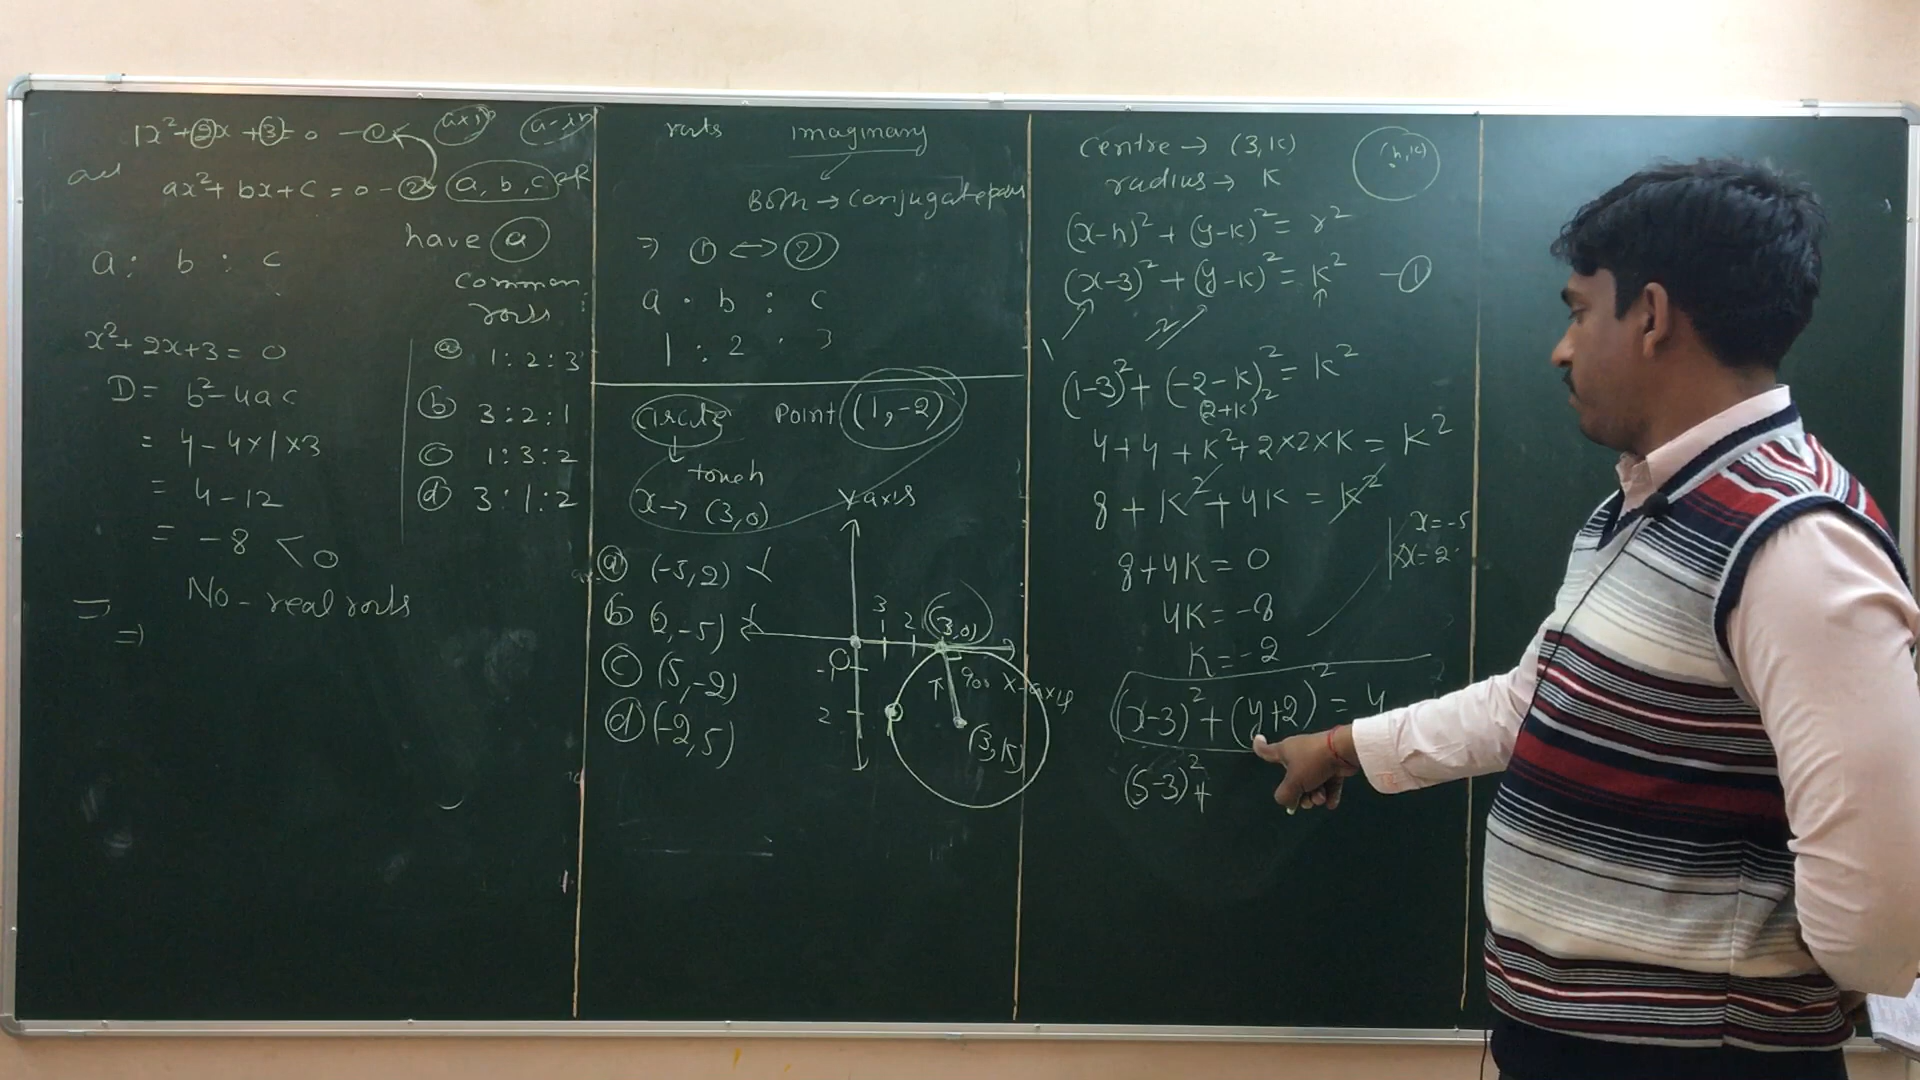 1x²+2x+3=0 -①
ax²+bx+c=0-② a,b,c∈R
have a
common
roots
a: b : c
x²+2x+3=0
D= b²-4ac
= 4-4×1×3
= 4-12
= -8 <0
No-real roots
⇒
ⓐ 1:2:3
ⓑ 3:2:1
ⓒ 1:3:2
ⓓ 3:1:2
roots imaginary
Both→conjugate
⇒ ①↔②
a : b : c
1 : 2 : 3
circle Point (1,-2)
touch
x→(3,0)
ⓐ (-5,2)
ⓑ (2,-5)
ⓒ (5,-2)
ⓓ (-2,5)
Y axis
3 2 (3,0)
O
-1
2
r 90° X-axis
(3,k)
centre→(3,k)
radius→ k
(h,k)
(x-h)²+(y-k)²=r²
(x-3)²+(y-k)²=k² -①
(1-3)²+(-2-k)²=k²
(2+k)²
4+4+k²+2×2×k=k²
8+k²+4k=k²
8+4k=0
4k=-8
k=-2
x=-5
x=2
(x-3)²+(y+2)²=4
(5-3)²+